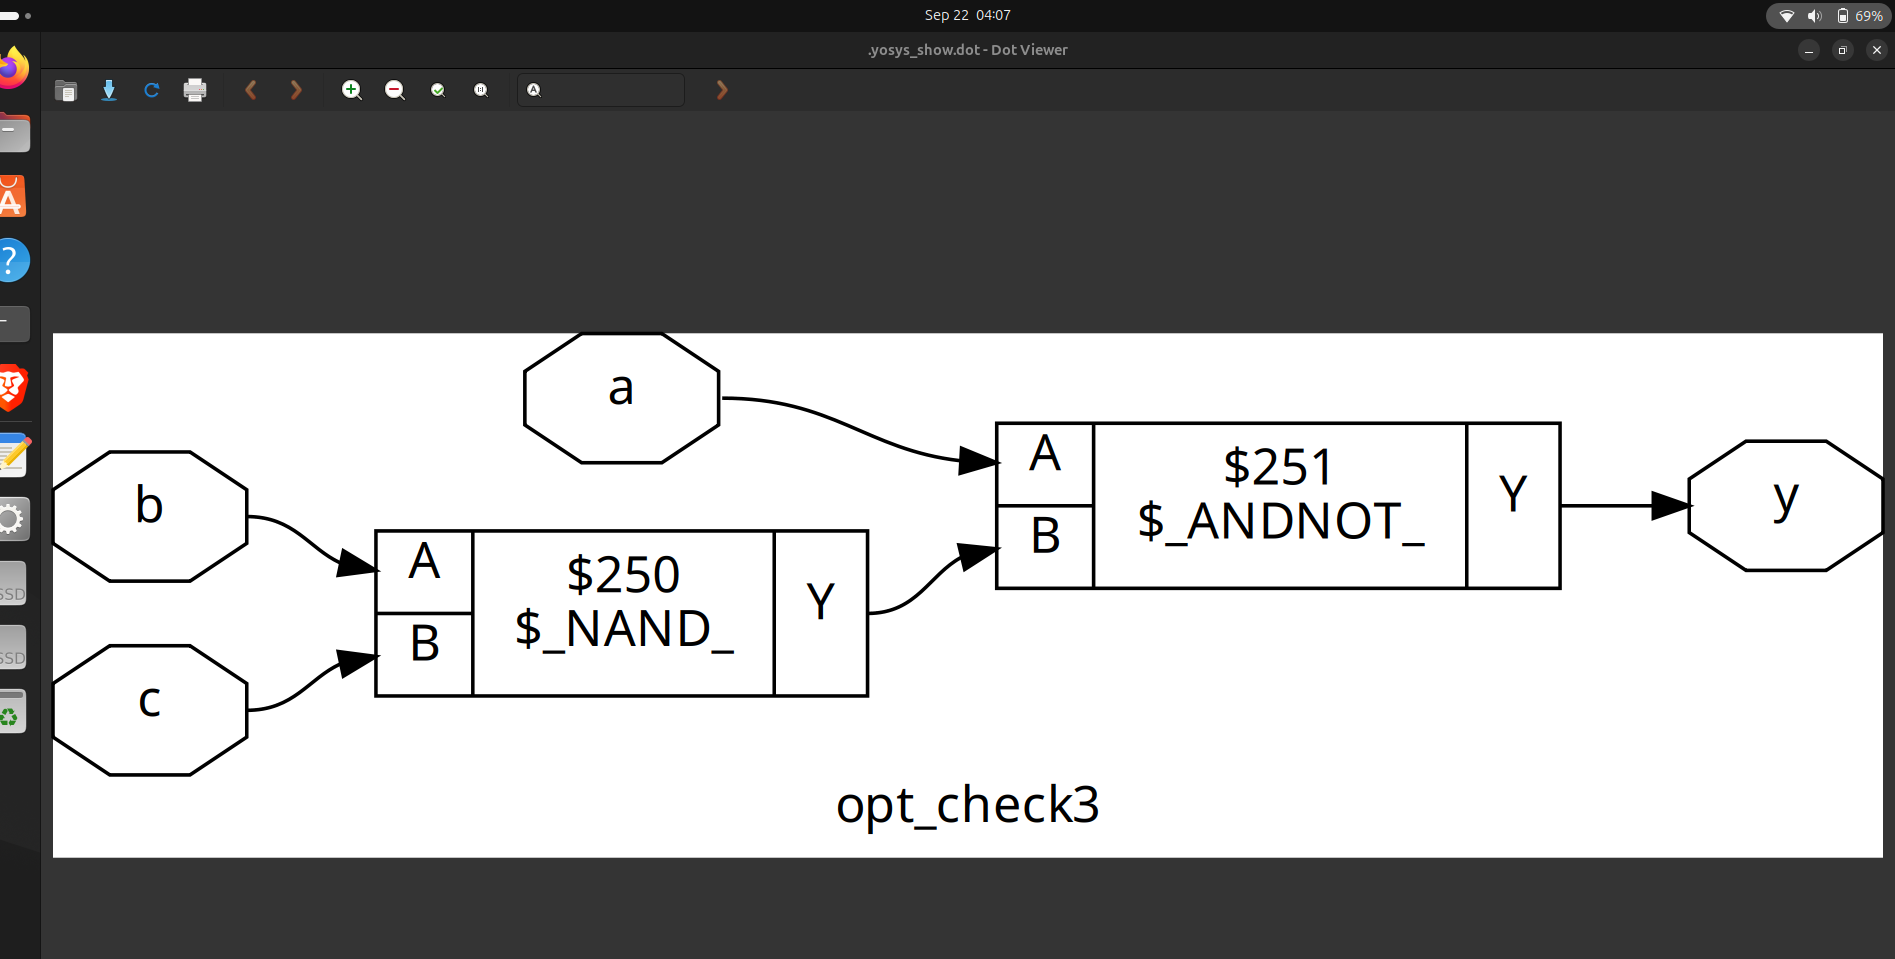 Sep 22 04:07
69%
.yosys_show.dot - Dot Viewer
a
b
c
A
B
$250
$_NAND_
Y
A
B
$251
$_ANDNOT_
Y
y
opt_check3
SSD
SSD